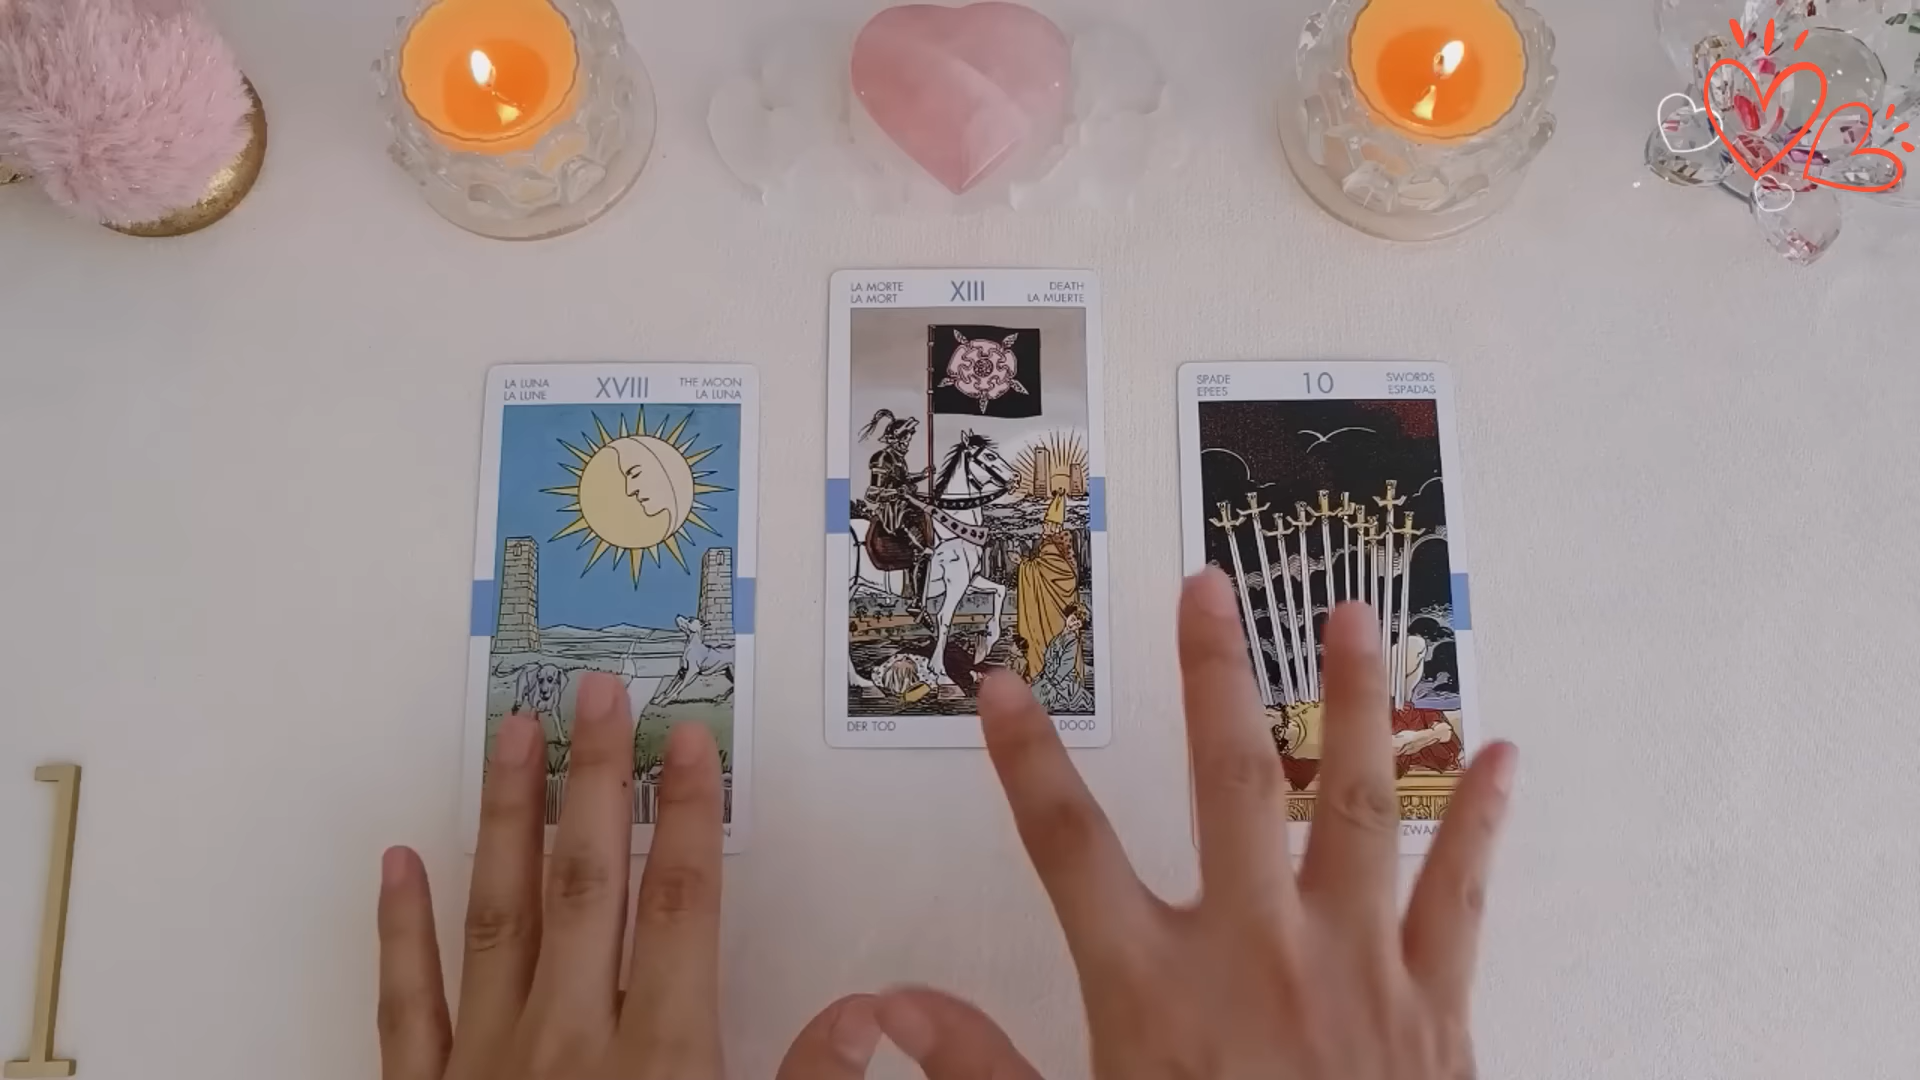 LA MORTE XIII DEATH
LA MORT LA MUERTE
DER TOD DOOD
LA LUNA XVIII THE MOON
LA LUNE LA LUNA
SPADE 10 SWORDS
EPEES ESPADAS
I